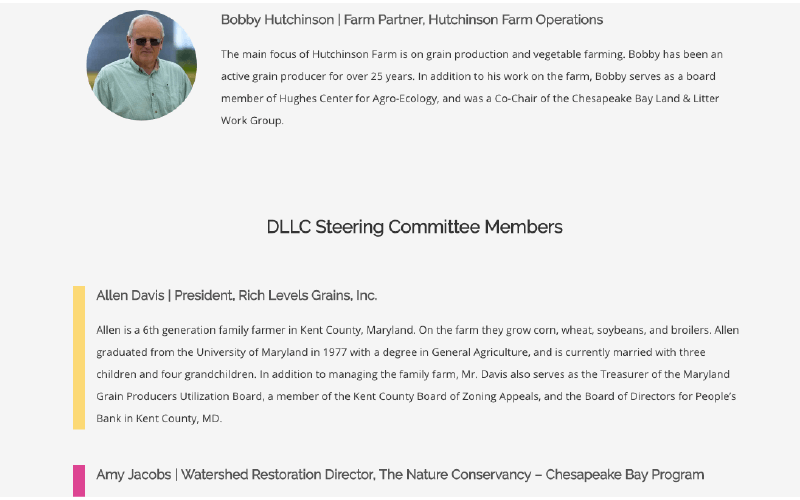 Bobby Hutchinson | Farm Partner, Hutchinson Farm Operations
The main focus of Hutchinson Farm is on grain production and vegetable farming. Bobby has been an
active grain producer for over 25 years. In addition to his work on the farm, Bobby serves as a board
member of Hughes Center for Agro-Ecology, and was a Co-Chair of the Chesapeake Bay Land & Litter
Work Group.
DLLC Steering Committee Members
Allen Davis | President, Rich Levels Grains, Inc.
Allen is a 6th generation family farmer in Kent County, Maryland. On the farm they grow corn, wheat, soybeans, and broilers. Allen
graduated from the University of Maryland in 1977 with a degree in General Agriculture, and is currently married with three
children and four grandchildren. In addition to managing the family farm, Mr. Davis also serves as the Treasurer of the Maryland
Grain Producers Utilization Board, a member of the Kent County Board of Zoning Appeals, and the Board of Directors for People's
Bank in Kent County, MD.
Amy Jacobs | Watershed Restoration Director, The Nature Conservancy – Chesapeake Bay Program